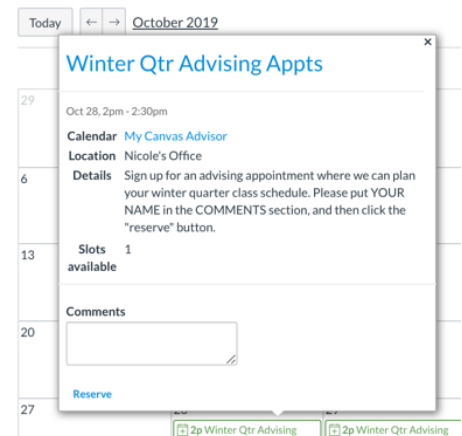 Today ← → October 2019
×
Winter Qtr Advising Appts
29
Oct 28, 2pm - 2:30pm
Calendar My Canvas Advisor
Location Nicole's Office
6 Details Sign up for an advising appointment where we can plan
your winter quarter class schedule. Please put YOUR
NAME in the COMMENTS section, and then click the
"reserve" button.
13 Slots 1
available
Comments
20
Reserve
27 28 29
2p Winter Qtr Advising 2p Winter Qtr Advising